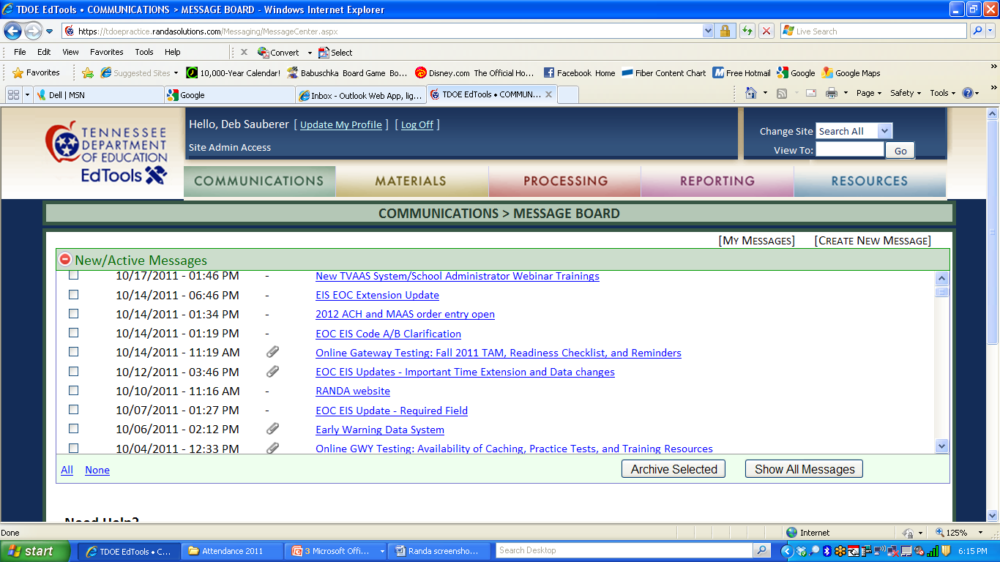 TDOE EdTools • COMMUNICATIONS > MESSAGE BOARD - Windows Internet Explorer
https://tdoepractice.randasolutions.com/Messaging/MessageCenter.aspx
Live Search
File Edit View Favorites Tools Help
Convert Select
Favorites Suggested Sites 10,000-Year Calendar! Babuschka Board Game Bo... Disney.com The Official Ho... Facebook Home Fiber Content Chart Free Hotmail Google Google Maps
Dell | MSN Google Inbox - Outlook Web App, lig... TDOE EdTools • COMMUN...
Page Safety Tools
TENNESSEE
DEPARTMENT
OF EDUCATION
EdTools
Hello, Deb Sauberer [ Update My Profile ] [ Log Off ]
Site Admin Access
Change Site Search All
View To: Go
COMMUNICATIONS MATERIALS PROCESSING REPORTING RESOURCES
COMMUNICATIONS > MESSAGE BOARD
[MY MESSAGES] [CREATE NEW MESSAGE]
New/Active Messages
10/17/2011 - 01:46 PM - New TVAAS System/School Administrator Webinar Trainings
10/14/2011 - 06:46 PM - EIS EOC Extension Update
10/14/2011 - 01:34 PM - 2012 ACH and MAAS order entry open
10/14/2011 - 01:19 PM - EOC EIS Code A/B Clarification
10/14/2011 - 11:19 AM Online Gateway Testing: Fall 2011 TAM, Readiness Checklist, and Reminders
10/12/2011 - 03:46 PM EOC EIS Updates - Important Time Extension and Data changes
10/10/2011 - 11:16 AM - RANDA website
10/07/2011 - 01:27 PM - EOC EIS Update - Required Field
10/06/2011 - 02:12 PM Early Warning Data System
10/04/2011 - 12:33 PM Online GWY Testing: Availability of Caching, Practice Tests, and Training Resources
All None
Archive Selected Show All Messages
Need Help?
Done Internet 125%
start TDOE EdTools • C... Attendance 2011 3 Microsoft Offi... Randa screensho... Search Desktop 6:15 PM